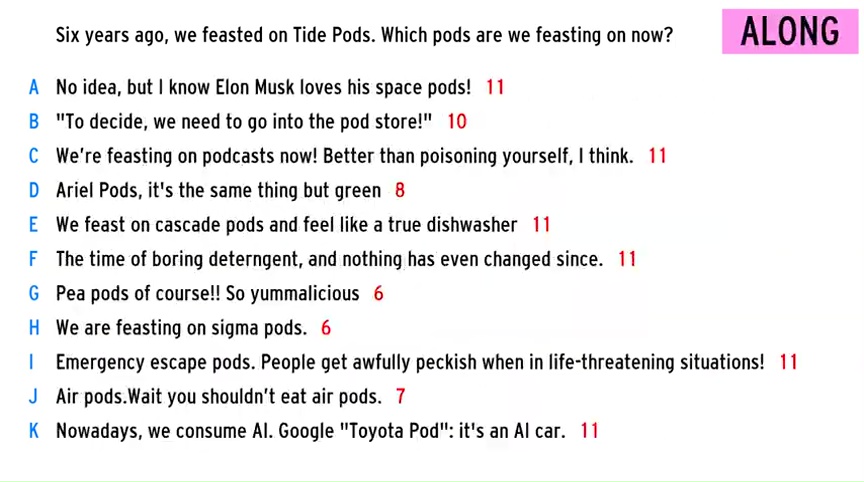 Six years ago, we feasted on Tide Pods. Which pods are we feasting on now?
ALONG
A No idea, but I know Elon Musk loves his space pods! 11
B "To decide, we need to go into the pod store!" 10
C We're feasting on podcasts now! Better than poisoning yourself, I think. 11
D Ariel Pods, it's the same thing but green 8
E We feast on cascade pods and feel like a true dishwasher 11
F The time of boring deterngent, and nothing has even changed since. 11
G Pea pods of course!! So yummalicious 6
H We are feasting on sigma pods. 6
I Emergency escape pods. People get awfully peckish when in life-threatening situations! 11
J Air pods.Wait you shouldn't eat air pods. 7
K Nowadays, we consume AI. Google "Toyota Pod": it's an AI car. 11